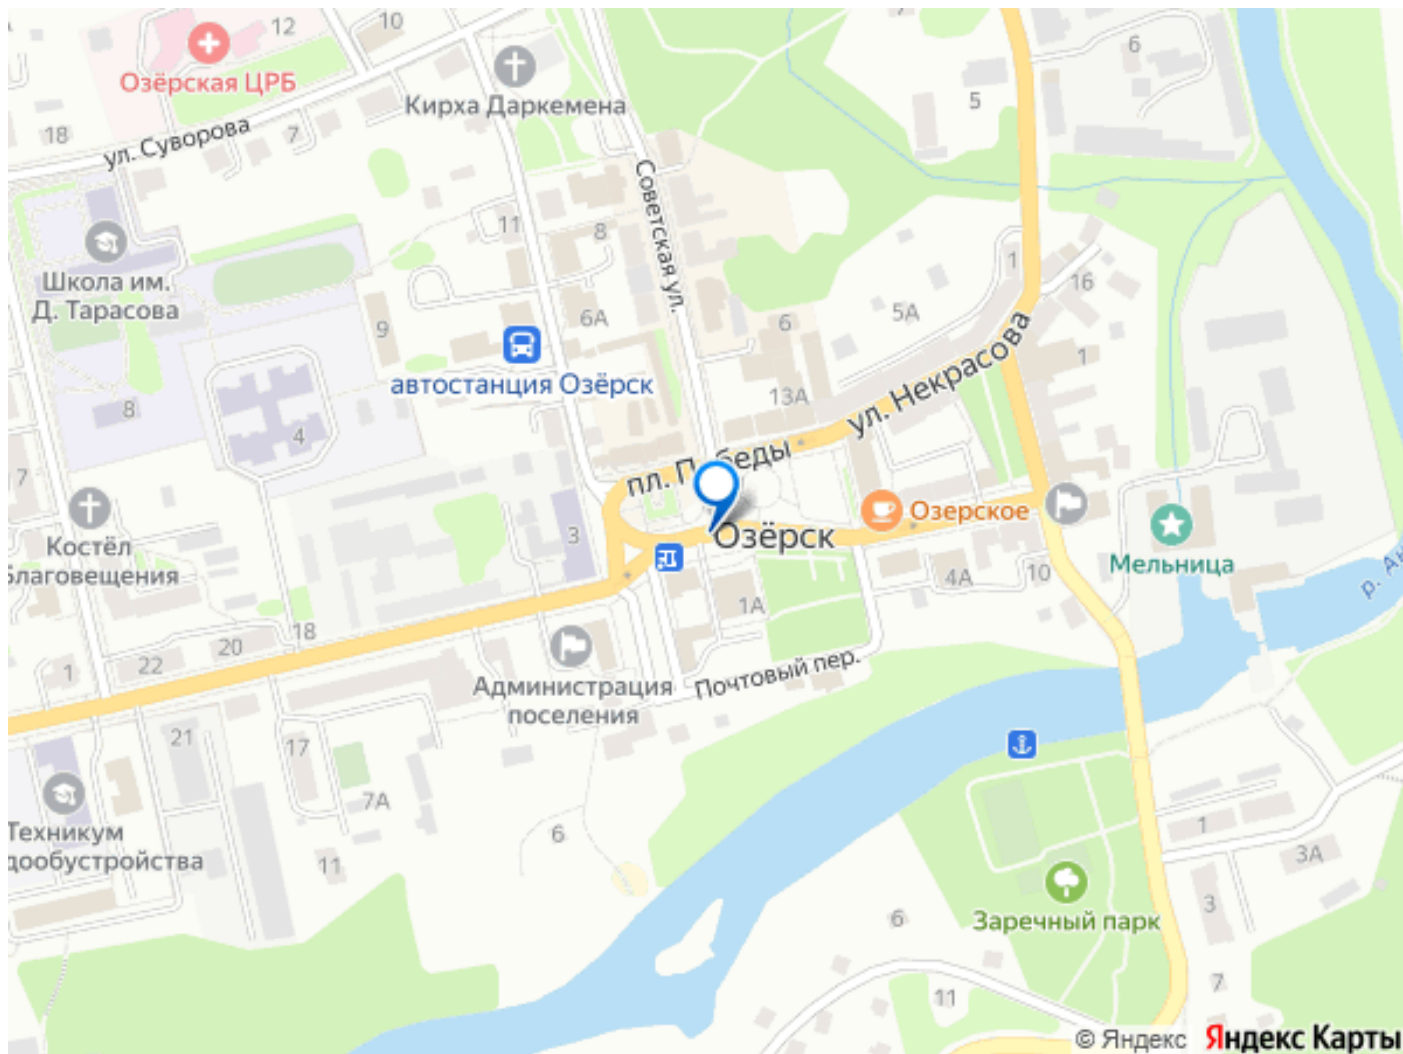 12
10
Озёрская ЦРБ
Кирха Даркемена
6
5
18
7
ул. Суворова
Советская ул.
11
8
Школа им.
Д. Тарасова
1
16
9
6А
6
5А
1
автостанция Озёрск
13А
ул. Некрасова
8
4
7
пл. Победы
Озерское
3
Озёрск
Костёл
Благовещения
Мельница
4А
10
р. Ан
1А
18
20
22
1
Почтовый пер.
Администрация
поселения
21
17
7А
Техникум
дообустройства
11
6
1
3А
3
Заречный парк
6
7
11
© Яндекс
Яндекс Карты